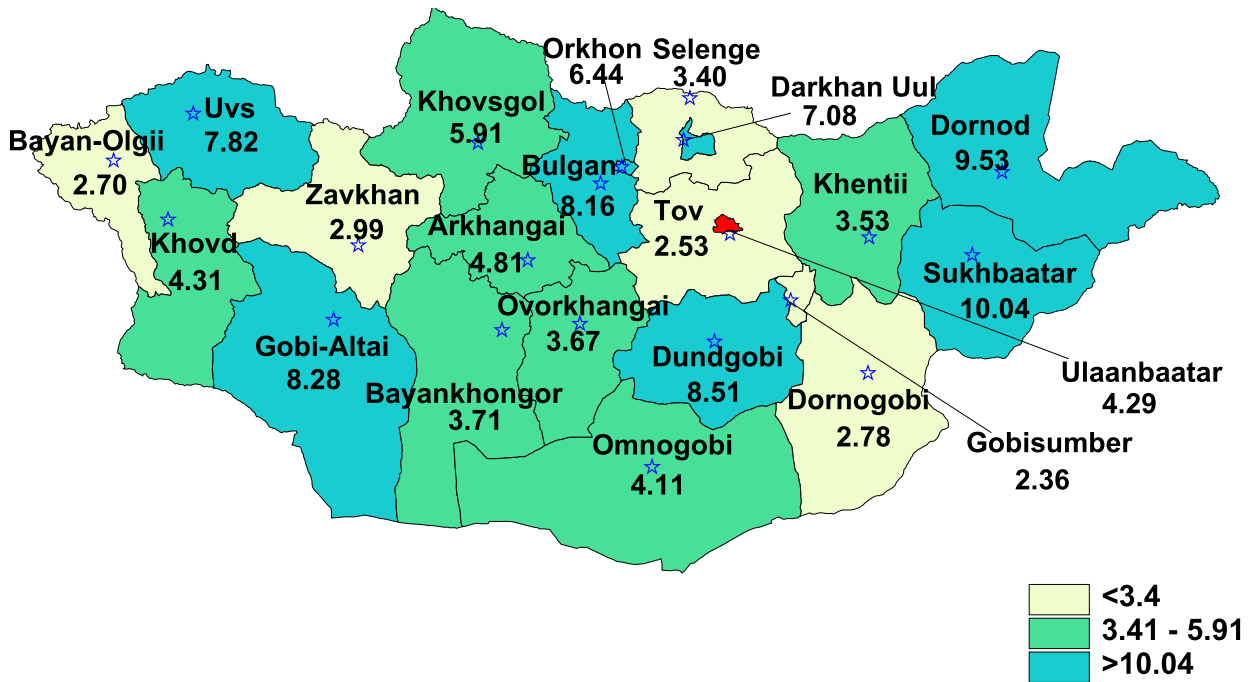 Orkhon
6.44
Selenge
3.40
Darkhan Uul
7.08
Khovsgol
5.91
Uvs
7.82
Bayan-Olgii
2.70
Dornod
9.53
Bulgan
8.16
Zavkhan
2.99
Khentii
3.53
Tov
2.53
Arkhangai
4.81
Khovd
4.31
Sukhbaatar
10.04
Ovorkhangai
3.67
Gobi-Altai
8.28
Dundgobi
8.51
Ulaanbaatar
4.29
Bayankhongor
3.71
Dornogobi
2.78
Omnogobi
4.11
Gobisumber
2.36
<3.4
3.41 - 5.91
>10.04